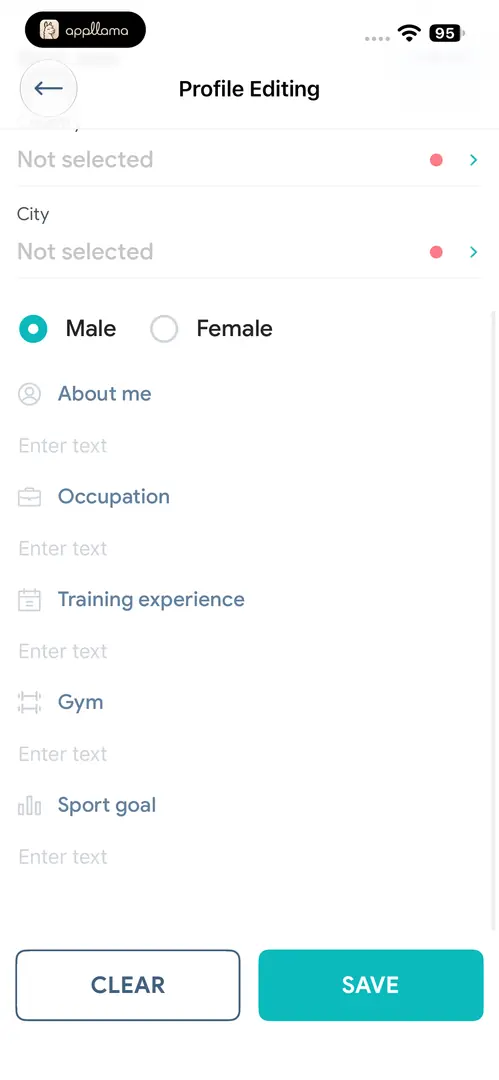 appllama
95
Profile Editing
Not selected
City
Not selected
Male Female
About me
Enter text
Occupation
Enter text
Training experience
Enter text
Gym
Enter text
Sport goal
Enter text
CLEAR SAVE